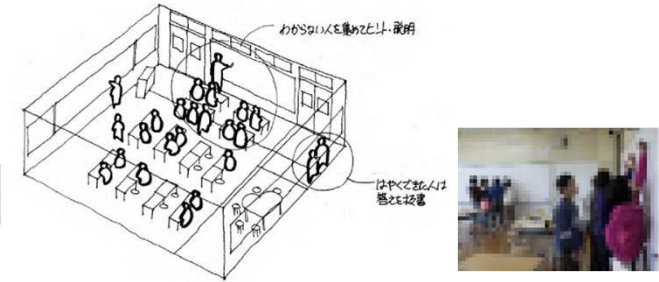 わからない人を集めてヒント・説明
はやくできた人は
答えを板書